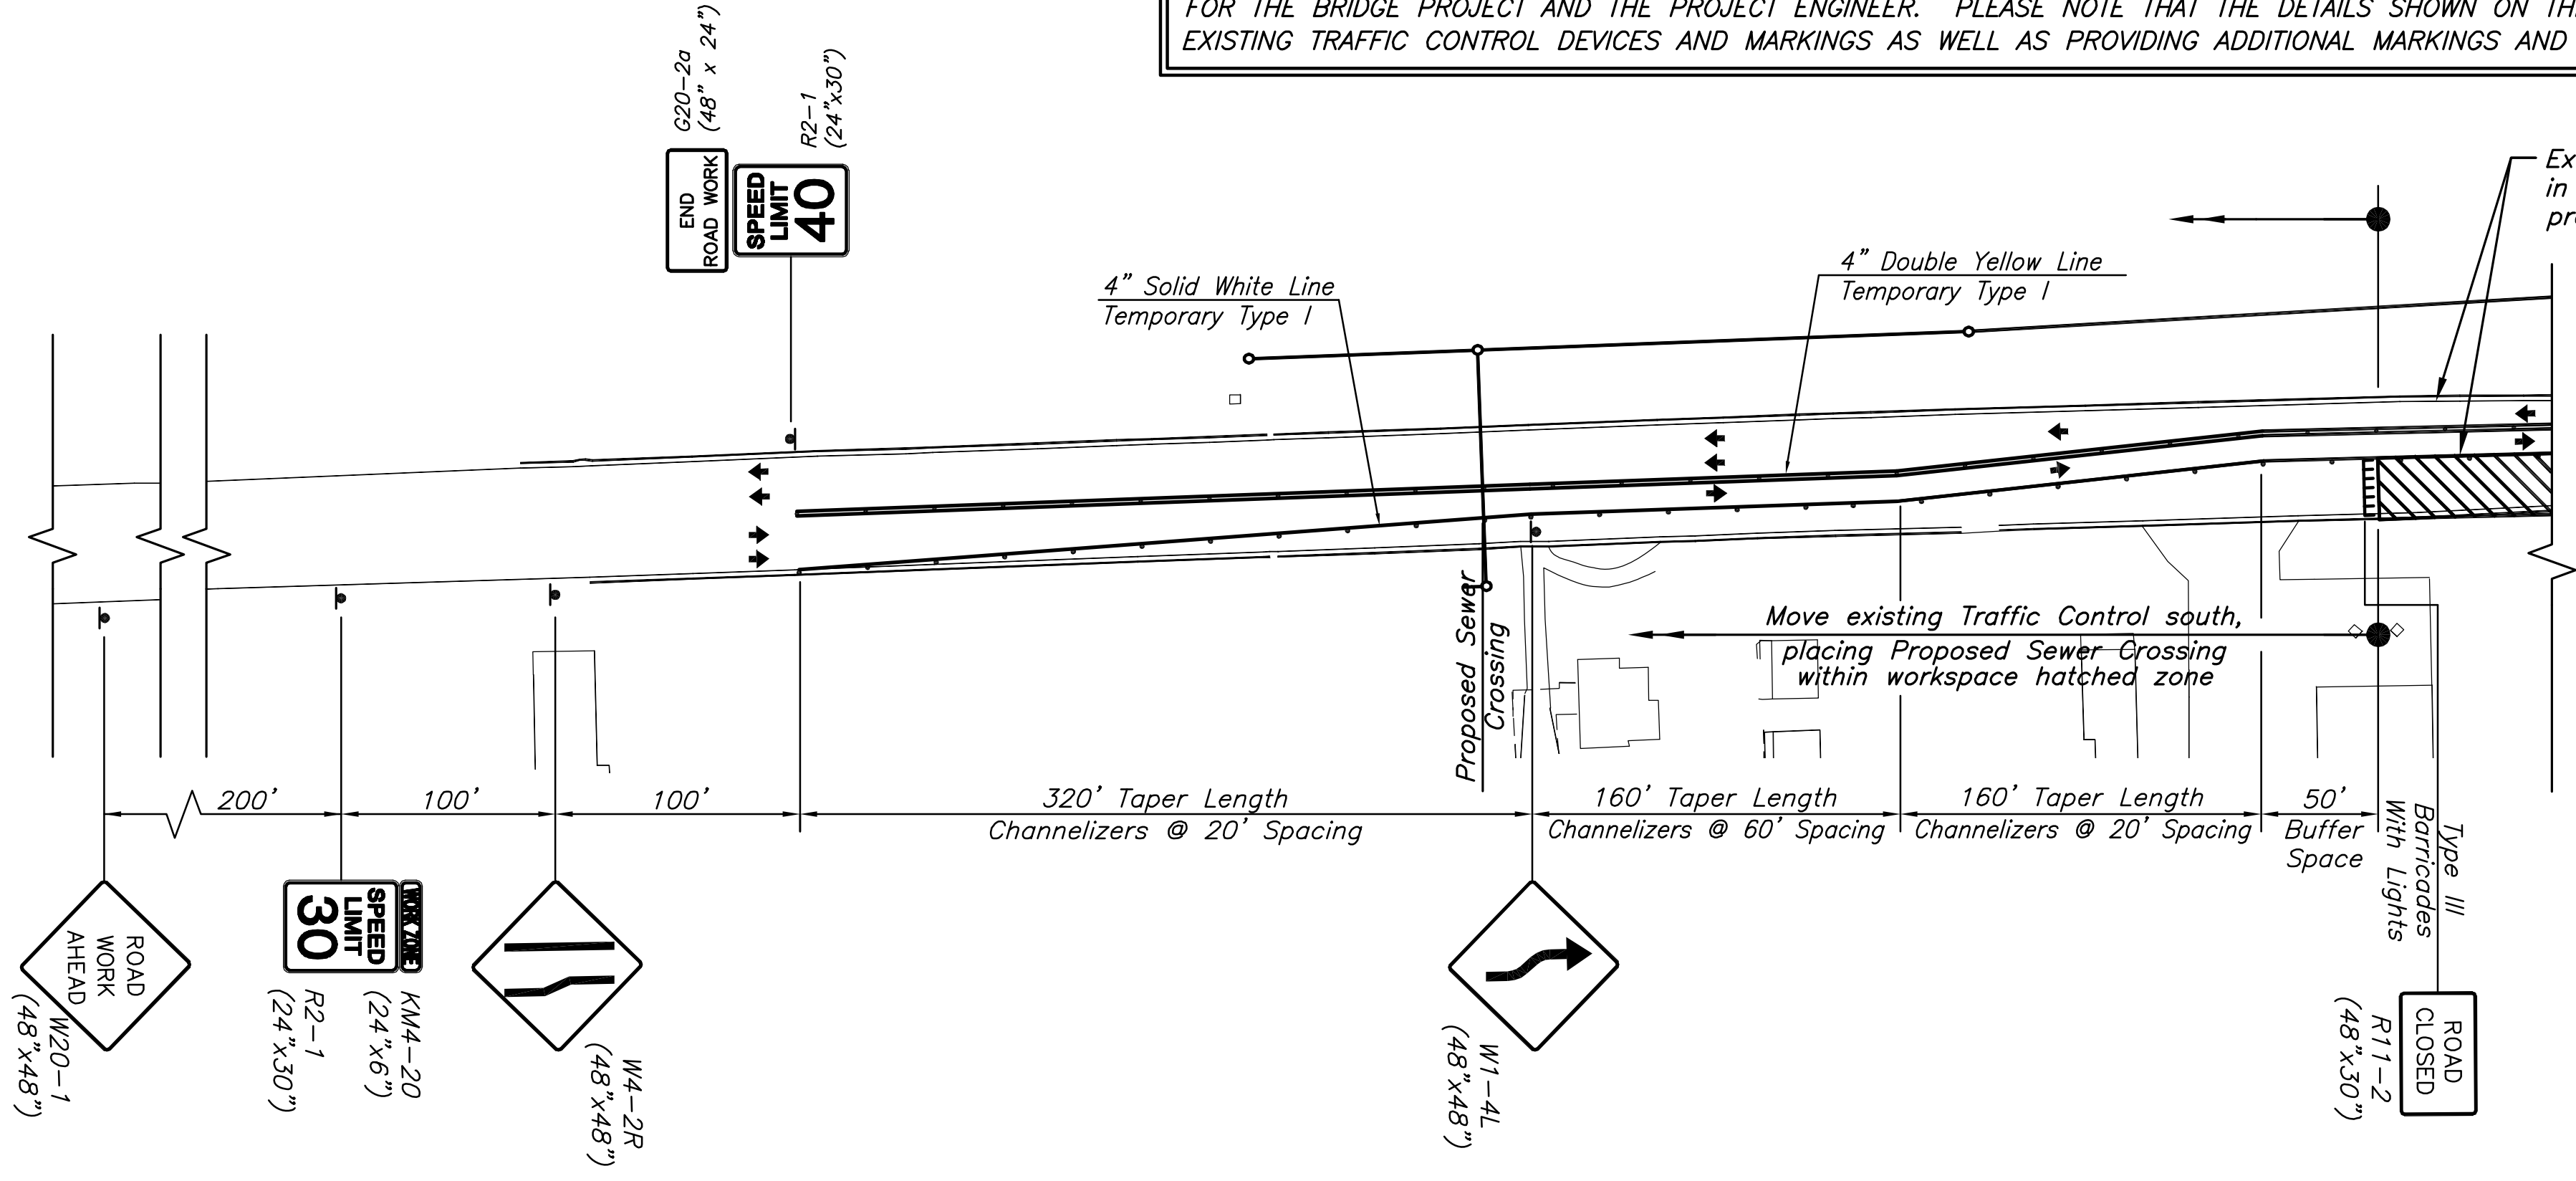 FOR THE BRIDGE PROJECT AND THE PROJECT ENGINEER. PLEASE NOTE THAT THE DETAILS SHOWN ON
EXISTING TRAFFIC CONTROL DEVICES AND MARKINGS AS WELL AS PROVIDING ADDITIONAL MARKINGS AND
G20-2a
(48" x 24")
R2-1
(24"x30")
END
ROAD WORK
SPEED
LIMIT
40
4" Solid White Line
Temporary Type I
4" Double Yellow Line
Temporary Type I
in
Proposed Sewer
Crossing
Move existing Traffic Control south,
placing Proposed Sewer Crossing
within workspace hatched zone
200'
100'
100'
320' Taper Length
Channelizers @ 20' Spacing
160' Taper Length
Channelizers @ 60' Spacing
160' Taper Length
Channelizers @ 20' Spacing
50'
Buffer
Space
Type III
Barricades
With Lights
ROAD
WORK
AHEAD
W20-1
(48"x48")
WORK ZONE
SPEED
LIMIT
30
KM4-20
(24"x6")
R2-1
(24"x30")
W4-2R
(48"x48")
W1-4L
(48"x48")
ROAD
CLOSED
R11-2
(48"x30")